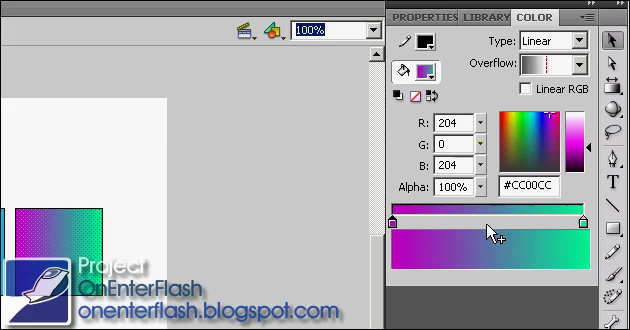 PROPERTIES LIBRARY COLOR
100%
Type: Linear
Overflow:
Linear RGB
R: 204
G: 0
B: 204
Alpha: 100%
#CC00CC
T
Project
OnEnterFlash
onenterflash.blogspot.com